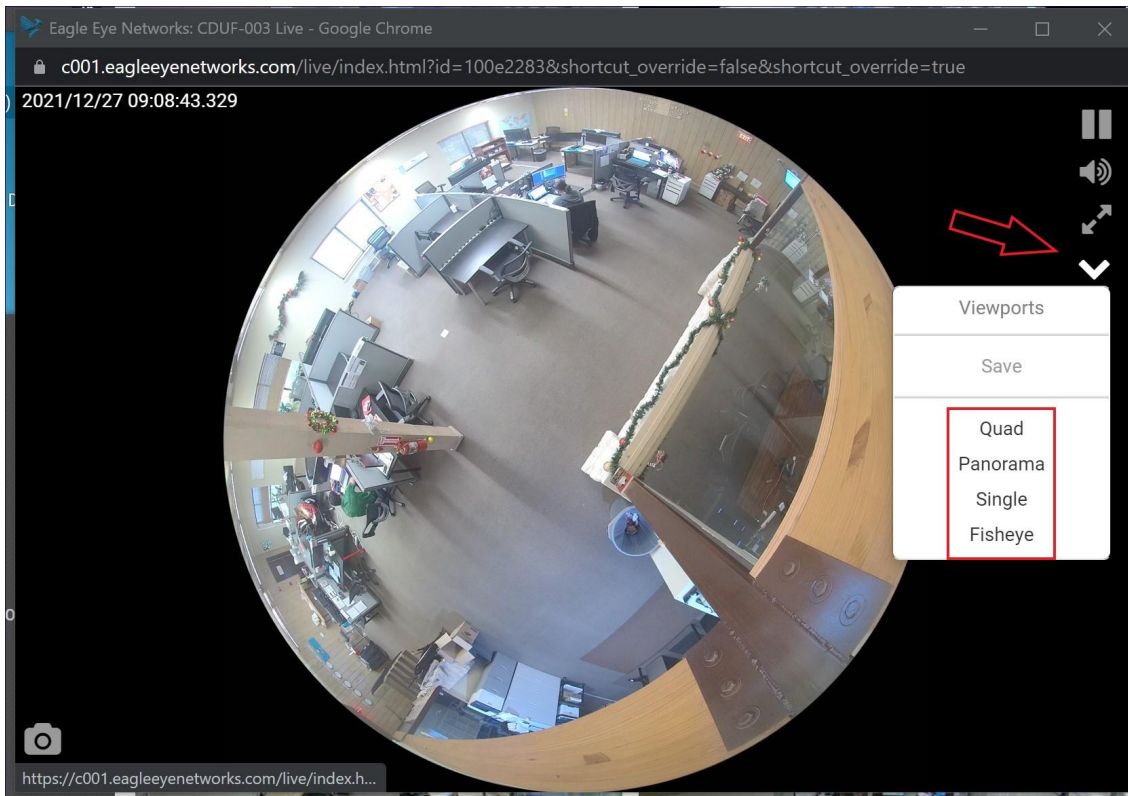 Eagle Eye Networks: CDUF-003 Live - Google Chrome
c001.eagleeyenetworks.com/live/index.html?id=100e2283&shortcut_override=false&shortcut_override=true
2021/12/27 09:08:43.329
EXIT
Viewports
Save
Quad
Panorama
Single
Fisheye
https://c001.eagleeyenetworks.com/live/index.h...